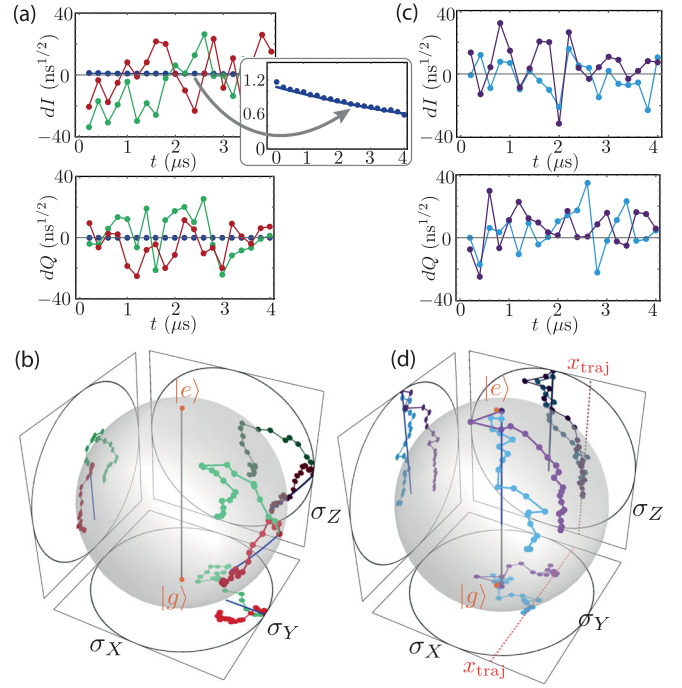 (a)
40
0
−40
dI (ns^{1/2})
0 1 2 3 4
t (μs)
1.2
0.6
0
0 1 2 3 4
t (μs)
40
0
−40
dQ (ns^{1/2})
0 1 2 3 4
t (μs)
(c)
40
0
−40
dI (ns^{1/2})
0 1 2 3 4
t (μs)
40
0
−40
dQ (ns^{1/2})
0 1 2 3 4
t (μs)
(b)
|e⟩
|g⟩
σ_X
σ_Y
σ_Z
(d)
x_traj
|e⟩
|g⟩
σ_X
σ_Y
σ_Z
x_traj